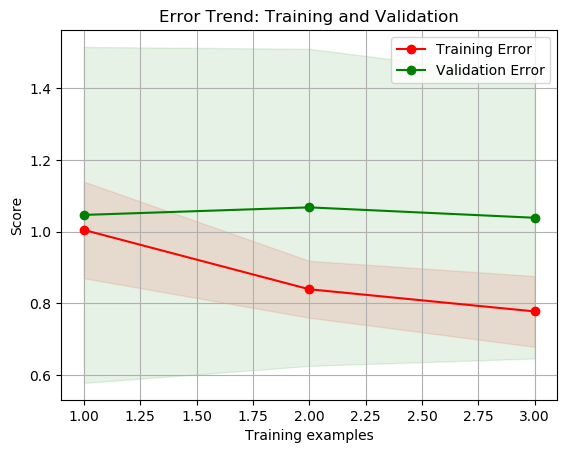 Error Trend: Training and Validation
Training Error
Validation Error
Score
1.4
1.2
1.0
0.8
0.6
1.00 1.25 1.50 1.75 2.00 2.25 2.50 2.75 3.00
Training examples